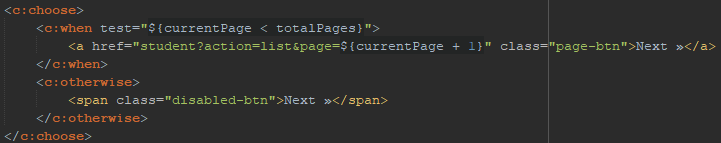 <c:choose>
    <c:when test="${currentPage < totalPages}">
        <a href="student?action=list&page=${currentPage + 1}" class="page-btn">Next »</a>
    </c:when>
    <c:otherwise>
        <span class="disabled-btn">Next »</span>
    </c:otherwise>
</c:choose>